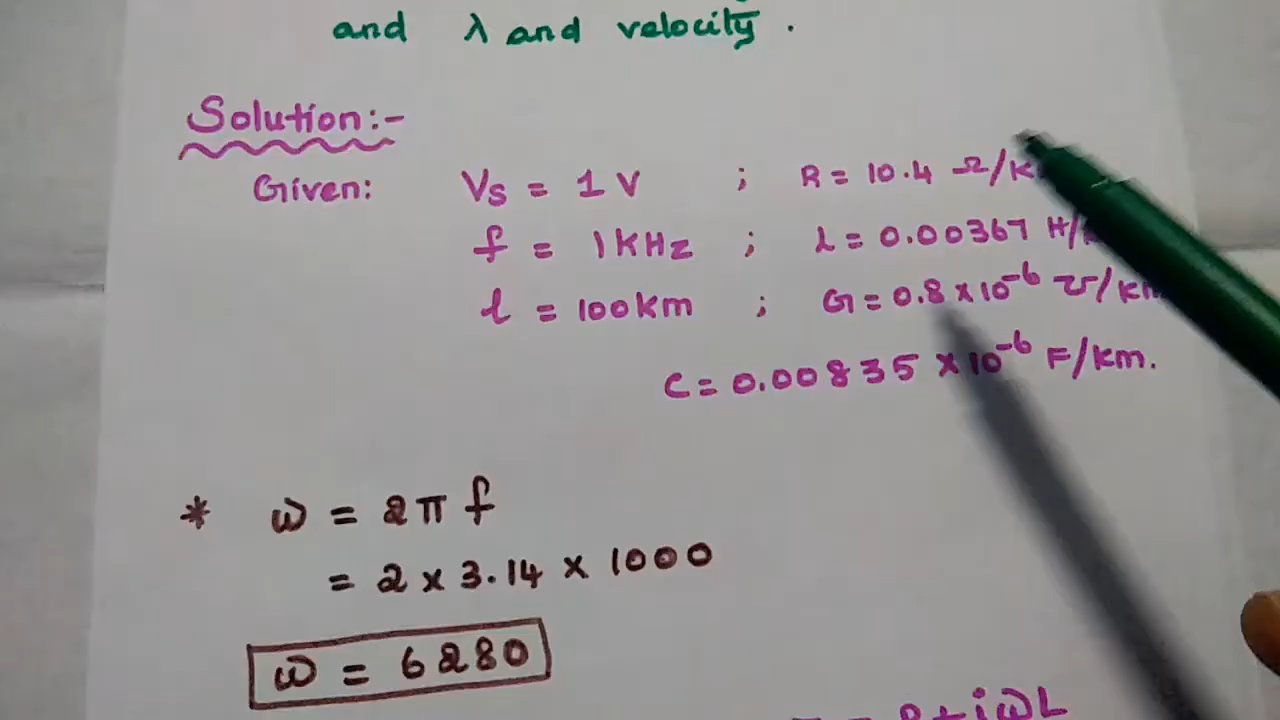 and λ and velocity.
Solution:-
Given: Vs = 1 V ; R = 10.4 Ω/K
f = 1 KHz ; L = 0.00367 H/
l = 100 km ; G = 0.8 × 10⁻⁶ ℧/km
C = 0.00835 × 10⁻⁶ F/km.
* ω = 2π f
= 2 × 3.14 × 1000
ω = 6280
R + jωL